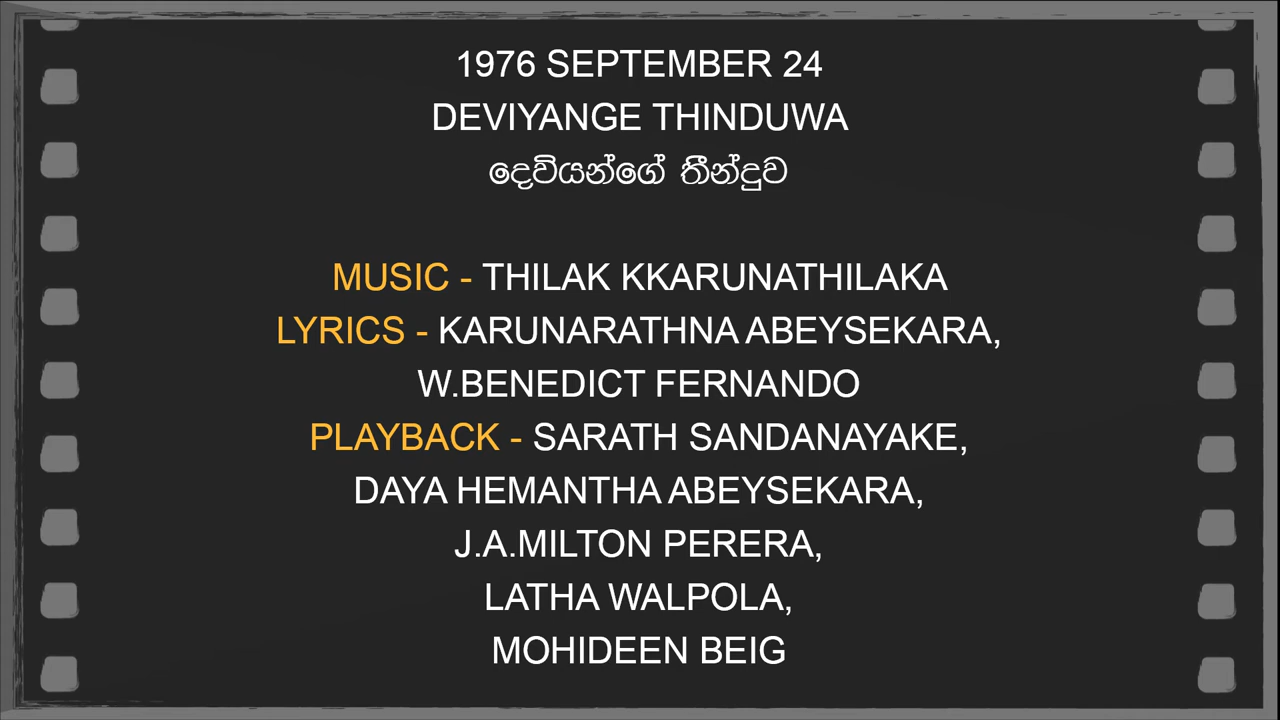 1976 SEPTEMBER 24
DEVIYANGE THINDUWA
දෙවියන්ගේ තීන්දුව
MUSIC - THILAK KKARUNATHILAKA
LYRICS - KARUNARATHNA ABEYSEKARA,
W.BENEDICT FERNANDO
PLAYBACK - SARATH SANDANAYAKE,
DAYA HEMANTHA ABEYSEKARA,
J.A.MILTON PERERA,
LATHA WALPOLA,
MOHIDEEN BEIG